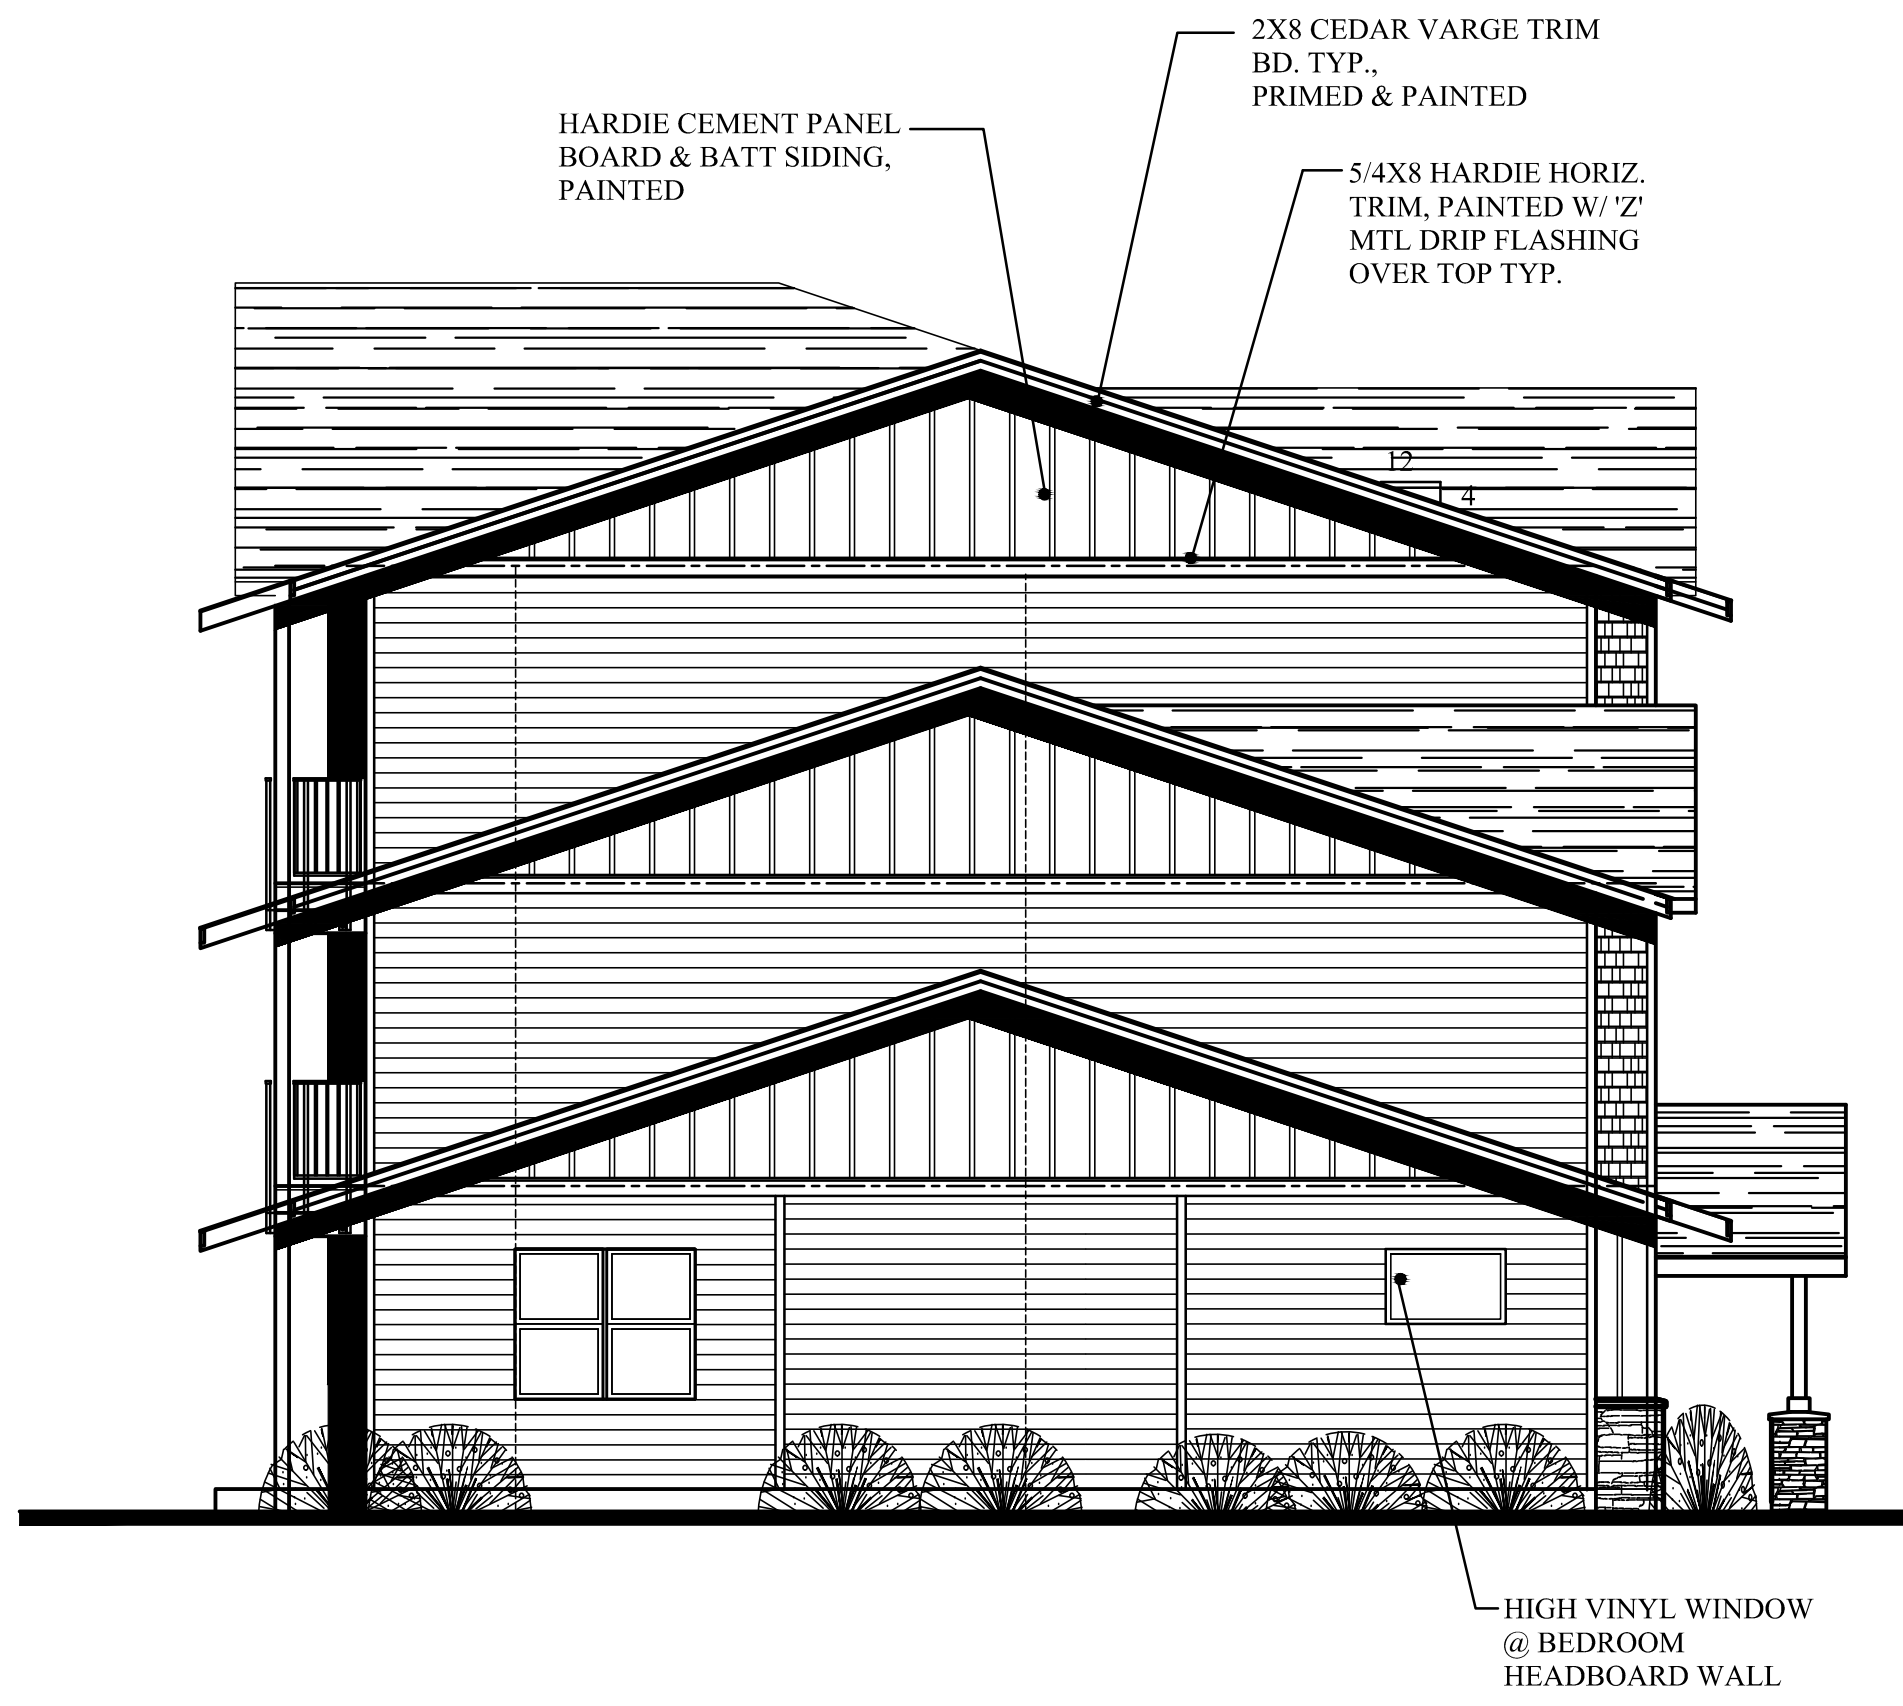 2X8 CEDAR VARGE TRIM
BD. TYP.,
PRIMED & PAINTED
HARDIE CEMENT PANEL
BOARD & BATT SIDING,
PAINTED
5/4X8 HARDIE HORIZ.
TRIM, PAINTED W/ 'Z'
MTL DRIP FLASHING
OVER TOP TYP.
12
4
HIGH VINYL WINDOW
@ BEDROOM
HEADBOARD WALL